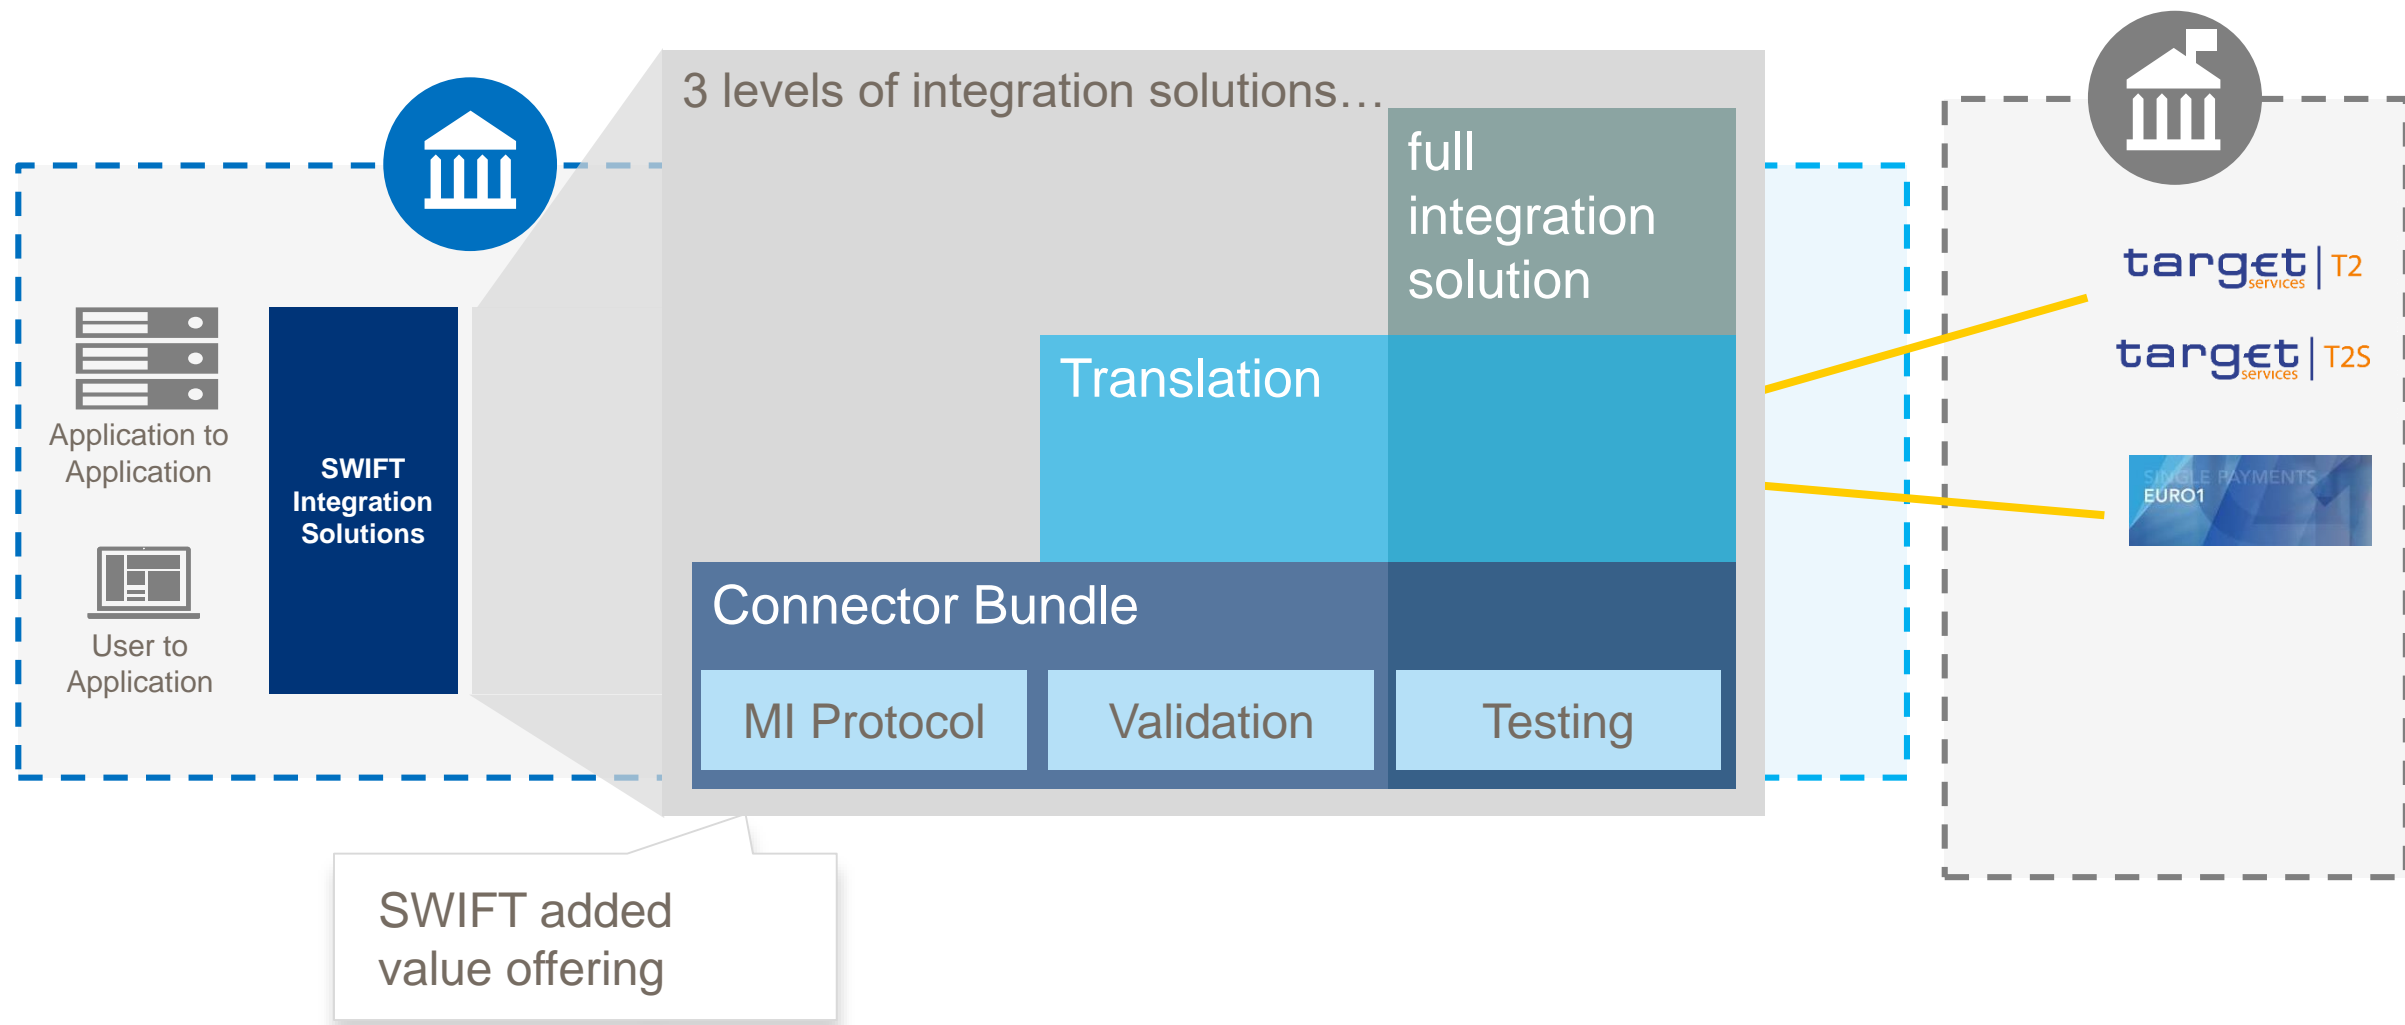 3 levels of integration solutions…
full
integration
solution
Translation
Connector Bundle
MI Protocol
Validation
Testing
Application to
Application
User to
Application
SWIFT
Integration
Solutions
SWIFT added
value offering
target | T2
services
target | T2S
services
SINGLE PAYMENTS
EURO1